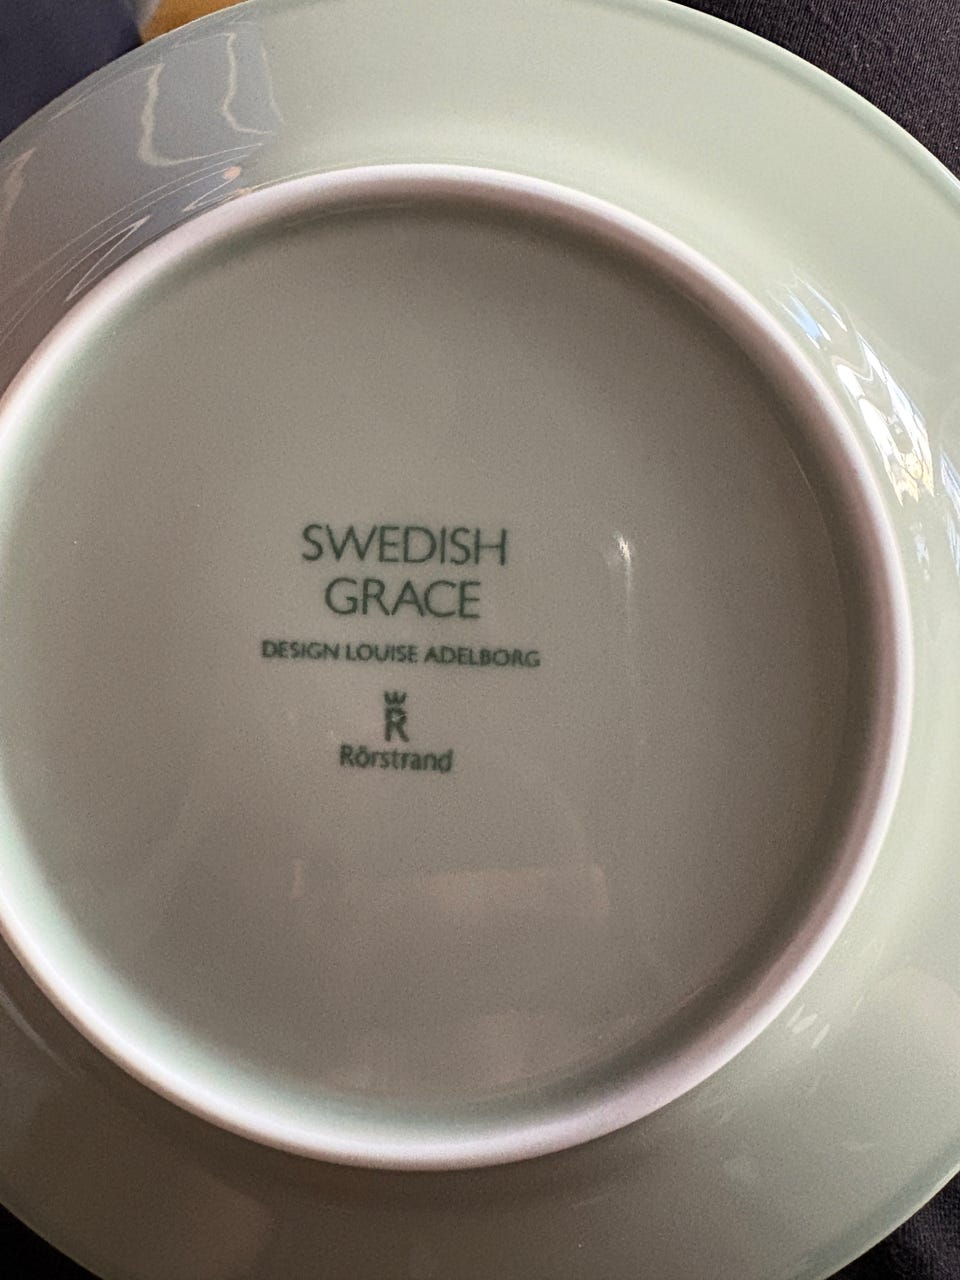 SWEDISH
GRACE
DESIGN LOUISE ADELBORG
R
Rörstrand